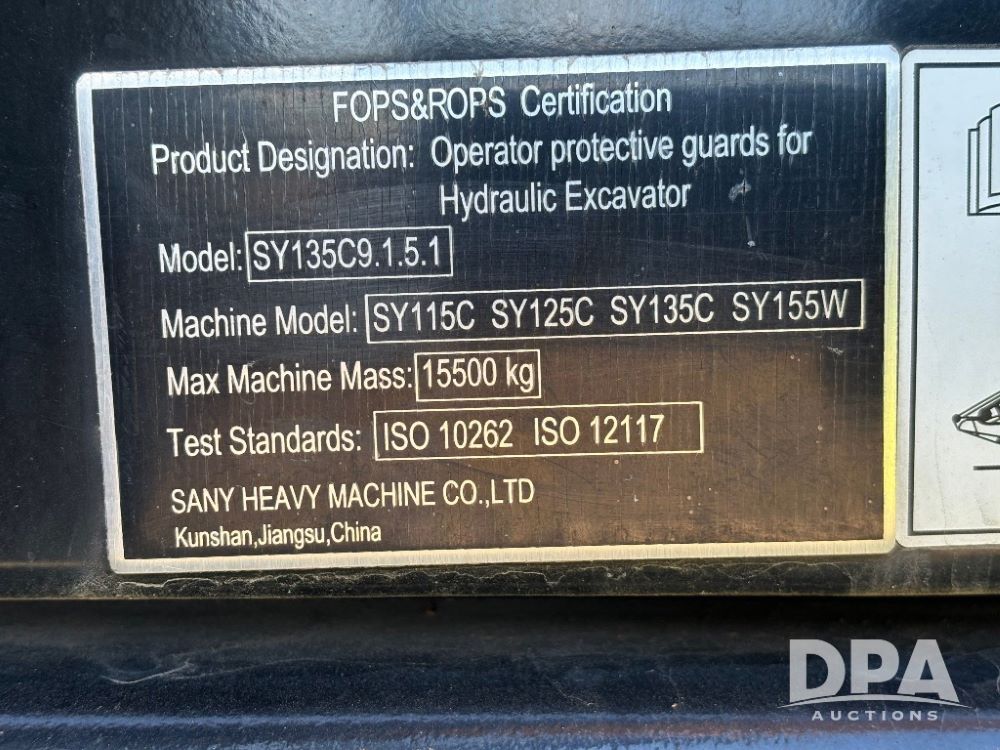 FOPS&ROPS Certification
Product Designation: Operator protective guards for
Hydraulic Excavator
Model: SY135C9.1.5.1
Machine Model: SY115C SY125C SY135C SY155W
Max Machine Mass: 15500 kg
Test Standards: ISO 10262 ISO 12117
SANY HEAVY MACHINE CO.,LTD
Kunshan,Jiangsu,China
DPA
AUCTIONS